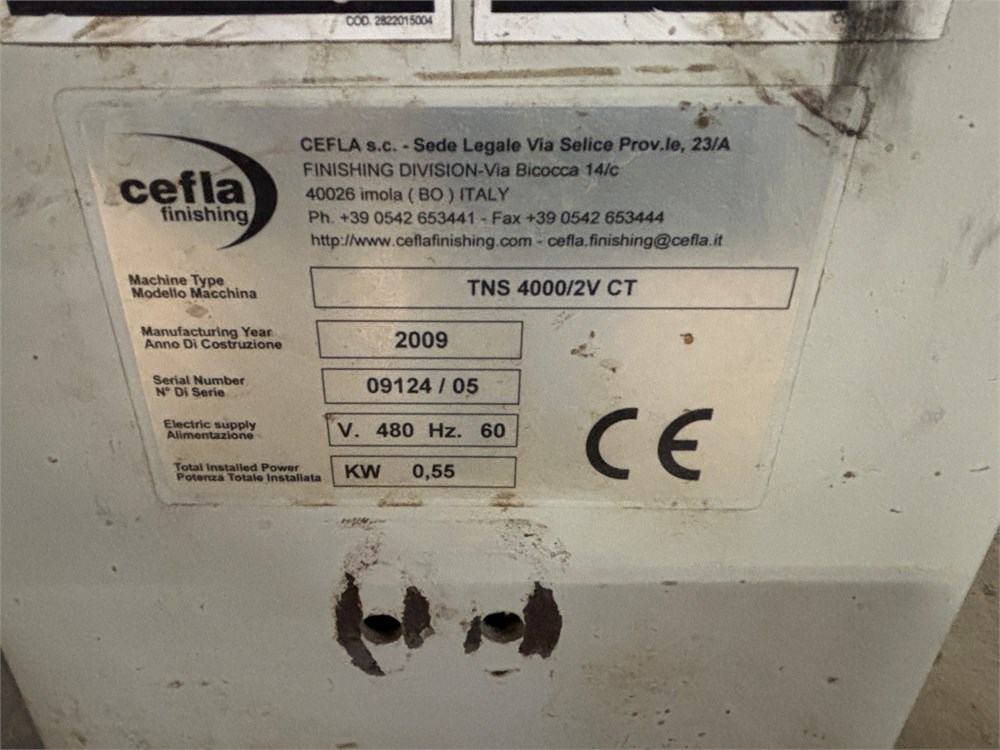 COD. 2822015004
cefla
finishing
CEFLA s.c. - Sede Legale Via Selice Prov.le, 23/A
FINISHING DIVISION-Via Bicocca 14/c
40026 imola ( BO ) ITALY
Ph. +39 0542 653441 - Fax +39 0542 653444
http://www.ceflafinishing.com - cefla.finishing@cefla.it
Machine Type
Modello Macchina
TNS 4000/2V CT
Manufacturing Year
Anno Di Costruzione
2009
Serial Number
N° Di Serie
09124 / 05
Electric supply
Alimentazione
V. 480 Hz. 60
Total Installed Power
Potenza Totale Installata
KW 0,55
CE